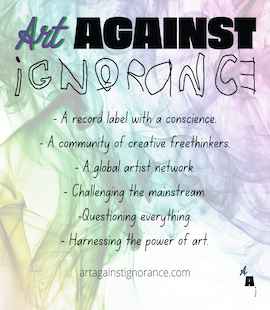 Art AGAINST
iGNORANCE
- A record label with a conscience.
- A community of creative freethinkers.
- A global artist network.
- Challenging the mainstream.
-Questioning everything.
- Harnessing the power of art.
artagainstignorance.com
A
A
i